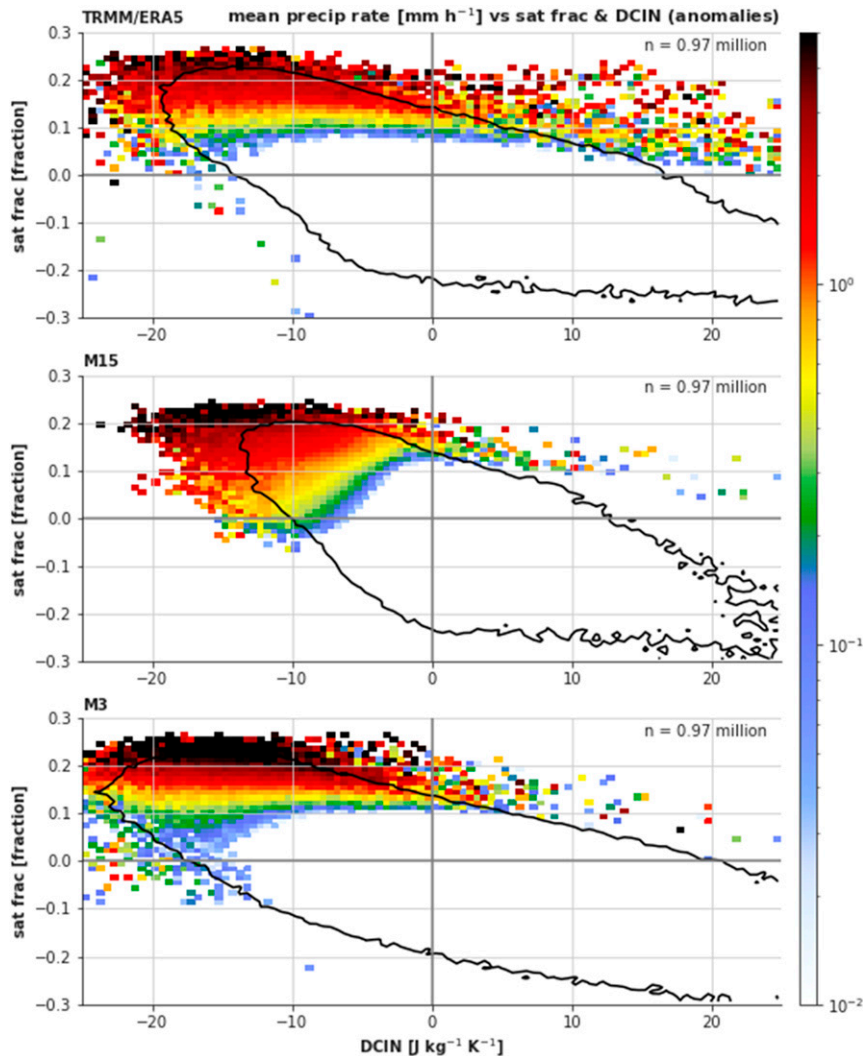 TRMM/ERA5 mean precip rate [mm h⁻¹] vs sat frac & DCIN (anomalies)
n = 0.97 million
0.3
0.2
0.1
0.0
−0.1
−0.2
−0.3
sat frac [fraction]
−20 −10 0 10 20
M15
n = 0.97 million
0.3
0.2
0.1
0.0
−0.1
−0.2
−0.3
sat frac [fraction]
−20 −10 0 10 20
M3
n = 0.97 million
0.3
0.2
0.1
0.0
−0.1
−0.2
−0.3
sat frac [fraction]
−20 −10 0 10 20
DCIN [J kg⁻¹ K⁻¹]
10⁰
10⁻¹
10⁻²